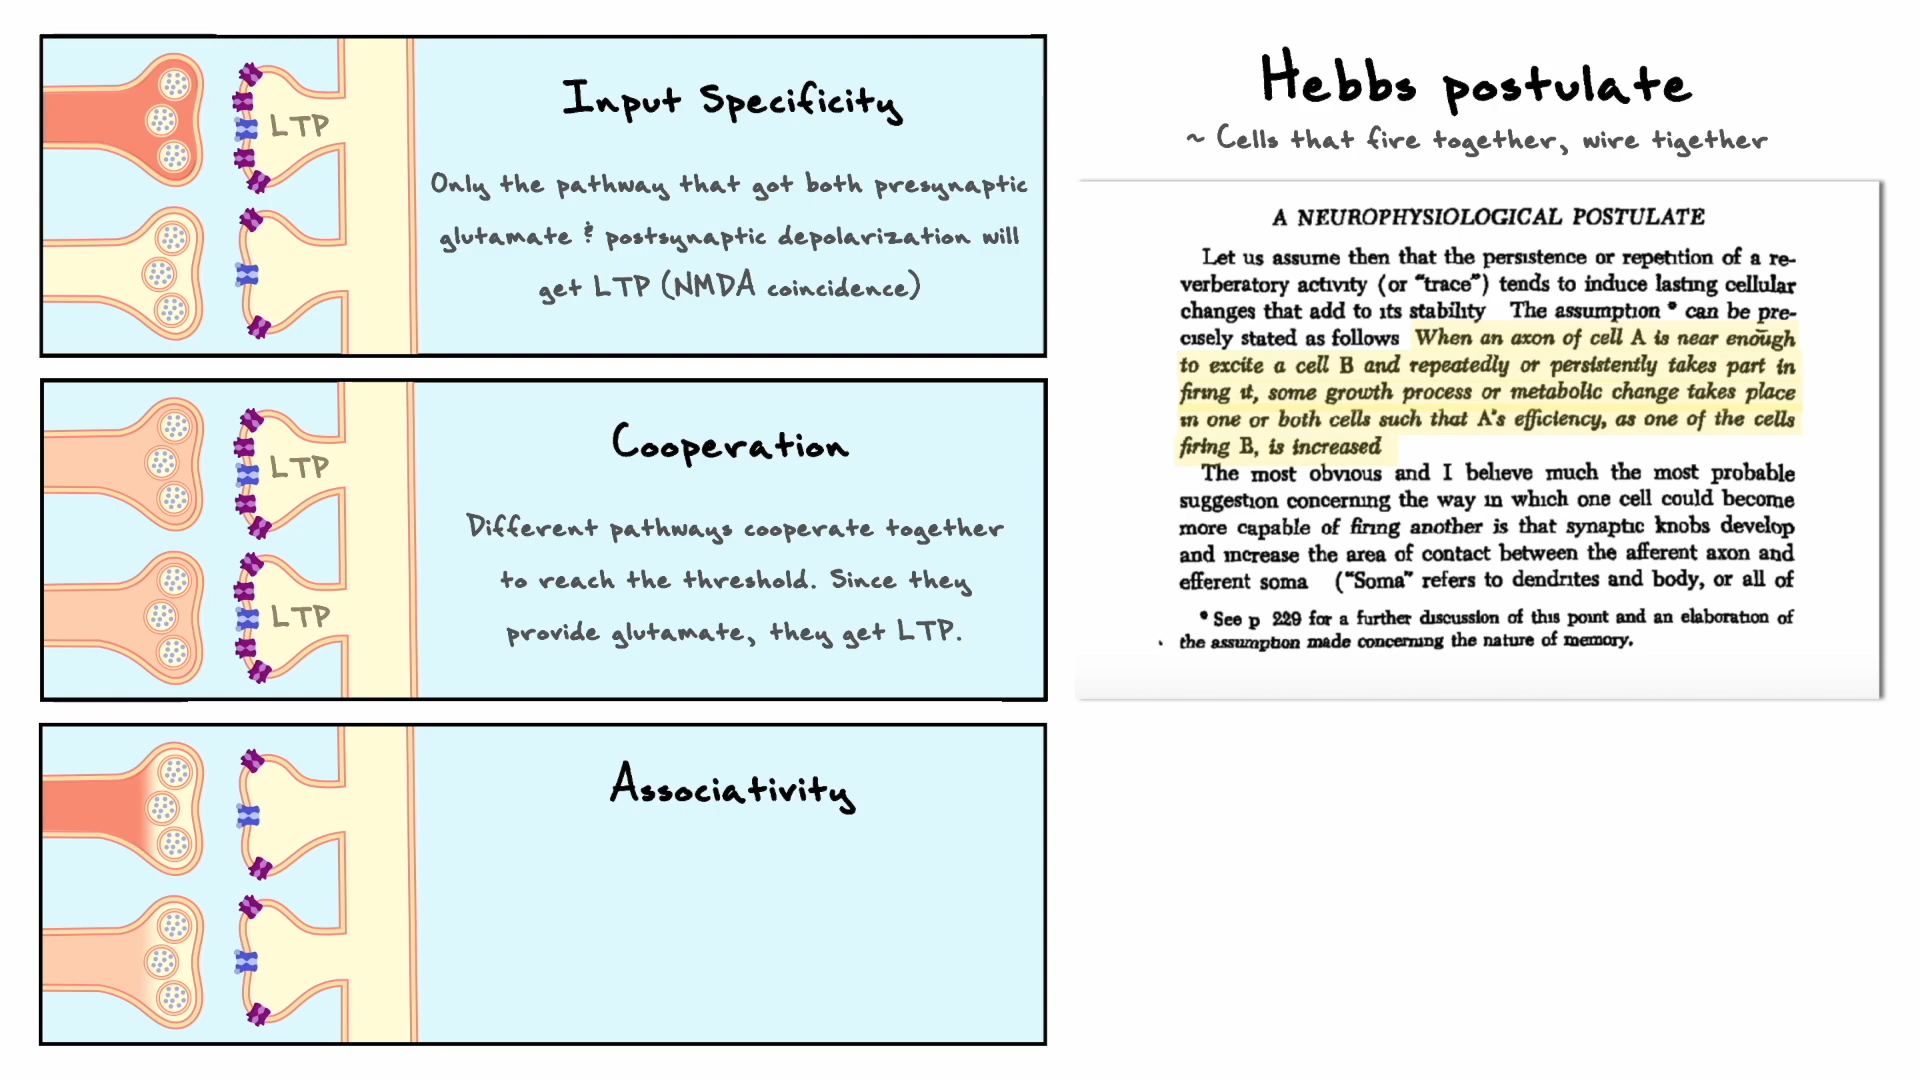 Input Specificity
LTP
Only the pathway that got both presynaptic
glutamate & postsynaptic depolarization will
get LTP (NMDA coincidence)
Cooperation
LTP
Different pathways cooperate together
to reach the threshold. Since they
LTP
provide glutamate, they get LTP.
Associativity
Hebbs postulate
~ Cells that fire together, wire tigether
A NEUROPHYSIOLOGICAL POSTULATE
Let us assume then that the persistence or repetition of a re-
verberatory activity (or "trace") tends to induce lasting cellular
changes that add to its stability The assumption * can be pre-
cisely stated as follows When an axon of cell A is near enough
to excite a cell B and repeatedly or persistently takes part in
firing it, some growth process or metabolic change takes place
in one or both cells such that A's efficiency, as one of the cells
firing B, is increased
The most obvious and I believe much the most probable
suggestion concerning the way in which one cell could become
more capable of firing another is that synaptic knobs develop
and increase the area of contact between the afferent axon and
efferent soma ("Soma" refers to dendrites and body, or all of
* See p 229 for a further discussion of this point and an elaboration of
the assumption made concerning the nature of memory.